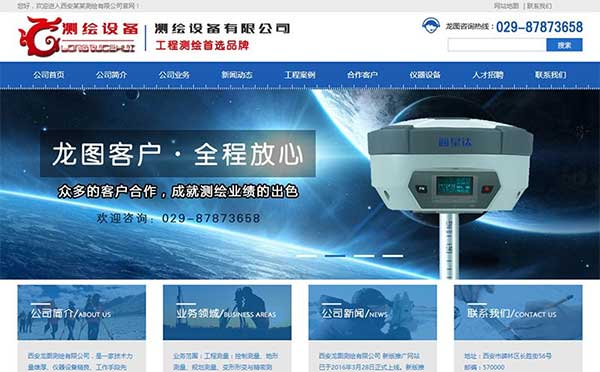 您好，欢迎进入西安某某测绘有限公司官网！
网站地图 | 联系我们
测绘设备
LONGTUCEHUI
测绘设备有限公司
工程测绘首选品牌
龙图咨询热线：029-87873658
搜索
公司首页 公司简介 公司业务 新闻动态 工程案例 合作客户 仪器设备 人才招聘 联系我们
龙图客户·全程放心
众多的客户合作，成就测绘业绩的出色
欢迎咨询：029-87873658
公司简介/ABOUT US
业务领域/BUSINESS AREAS
公司新闻/NEWS
联系我们/CONTACT US
西安龙图测绘有限公司，是一家技术力
量雄厚、仪器设备精良、工作手段先
业务范围：工程测量：控制测量、地形
测量、规划测量、变形形变与精密测
西安龙图测绘有限公司 新版推广网站
已于2016年3月28日正式上线。新版推
地址：西安市碑林区长胜街56号
邮编：570000